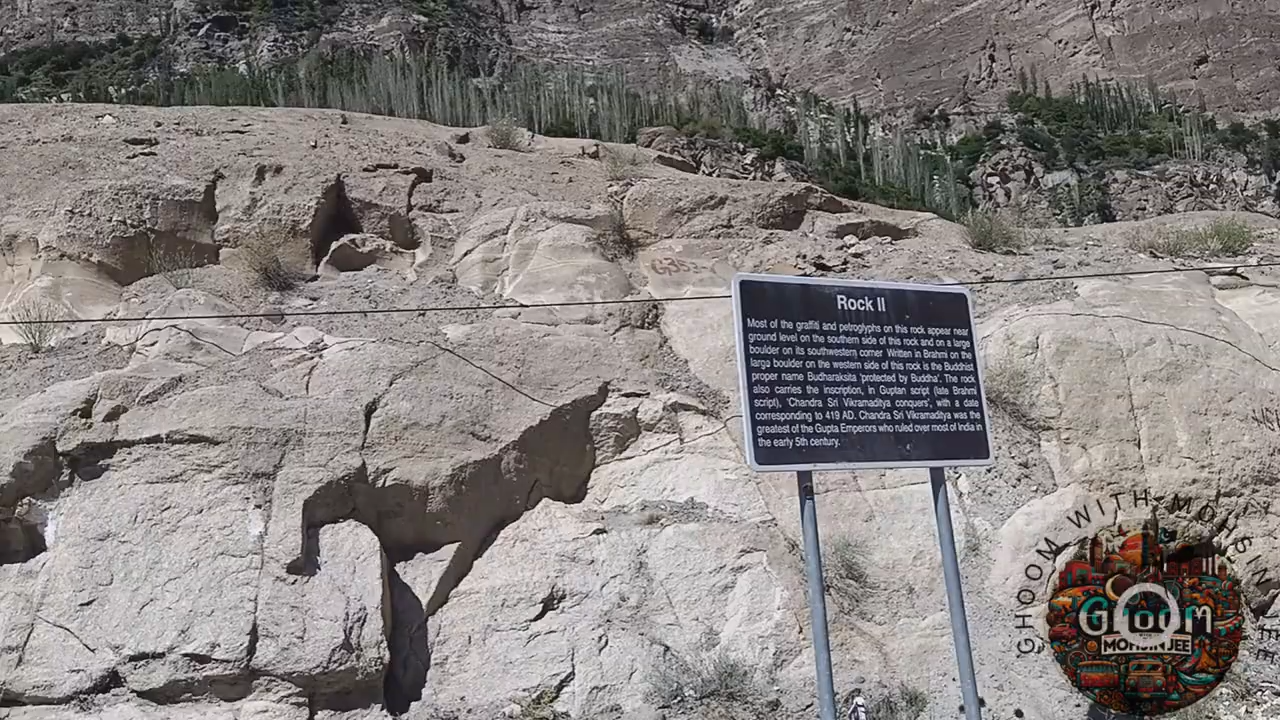 Rock II
Most of the graffiti and petroglyphs on this rock appear near
ground level on the southern side of this rock and on a large
boulder on its southwestern corner Written in Brahmi on the
large boulder on the western side of this rock is the Buddhist
proper name Budharaksita 'protected by Buddha'. The rock
also carries the inscription, in Guptan script (late Brahmi
script), 'Chandra Sri Vikramaditya conquers', with a date
corresponding to 419 AD. Chandra Sri Vikramaditya was the
greatest of the Gupta Emperors who ruled over most of India in
the early 5th century.
GHOOM WITH MOHSIN JEE
GHOOM
WITH
MOHSIN JEE